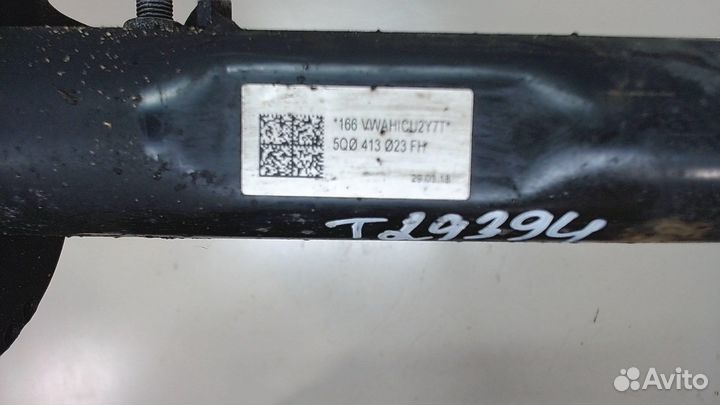 *166 VWAHICU2Y7T*
5QØ 413 Ø23 FH*
29.03.18
T29394
Avito